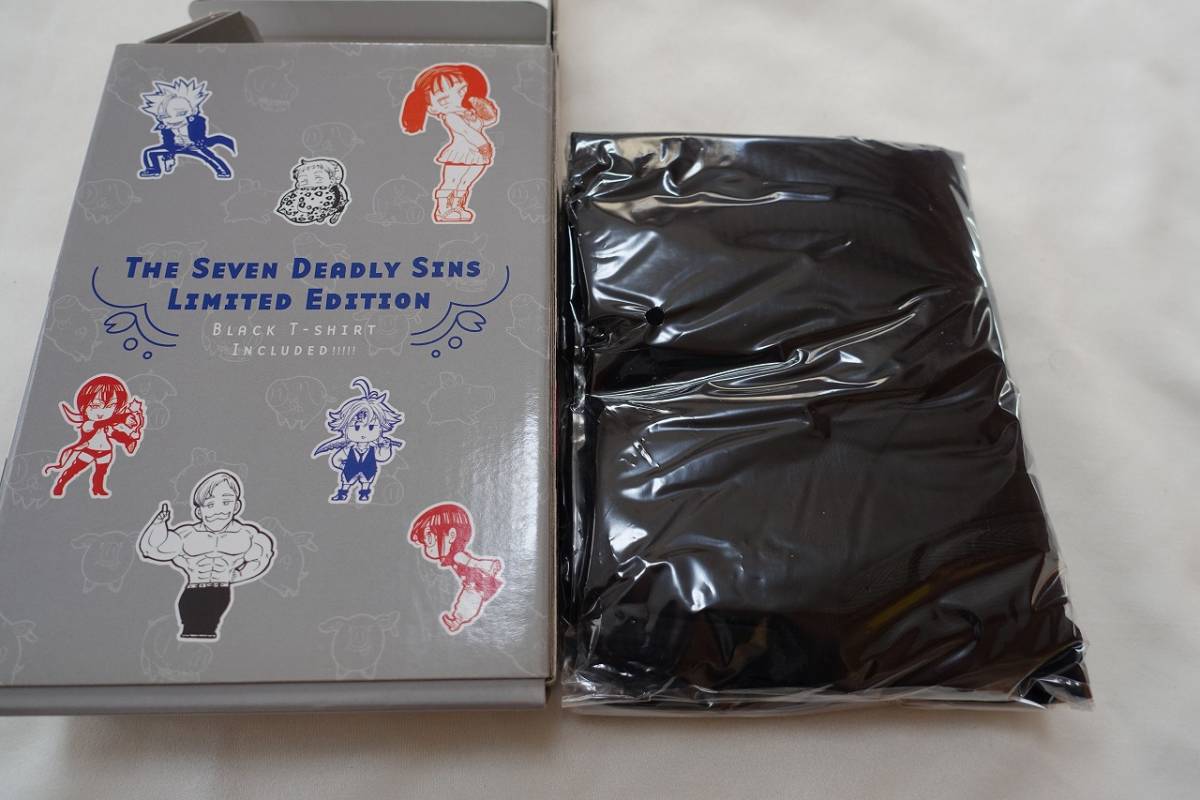 THE SEVEN DEADLY SINS
LIMITED EDITION
BLACK T-SHIRT
INCLUDED!!!!!